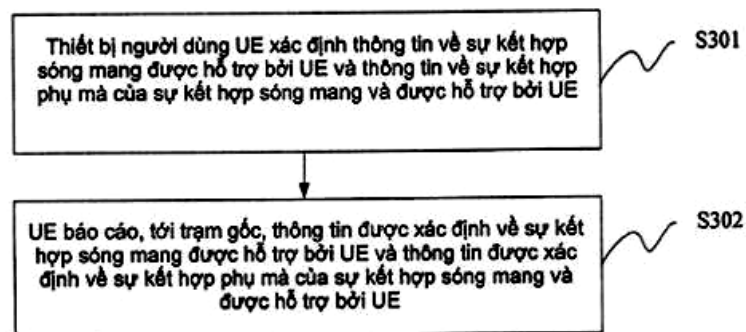 Thiết bị người dùng UE xác định thông tin về sự kết hợp
sóng mang được hỗ trợ bởi UE và thông tin về sự kết hợp
phụ mà của sự kết hợp sóng mang và được hỗ trợ bởi UE
S301
UE báo cáo, tới trạm gốc, thông tin được xác định về sự kết
hợp sóng mang được hỗ trợ bởi UE và thông tin được xác
định về sự kết hợp phụ mà của sự kết hợp sóng mang và
được hỗ trợ bởi UE
S302